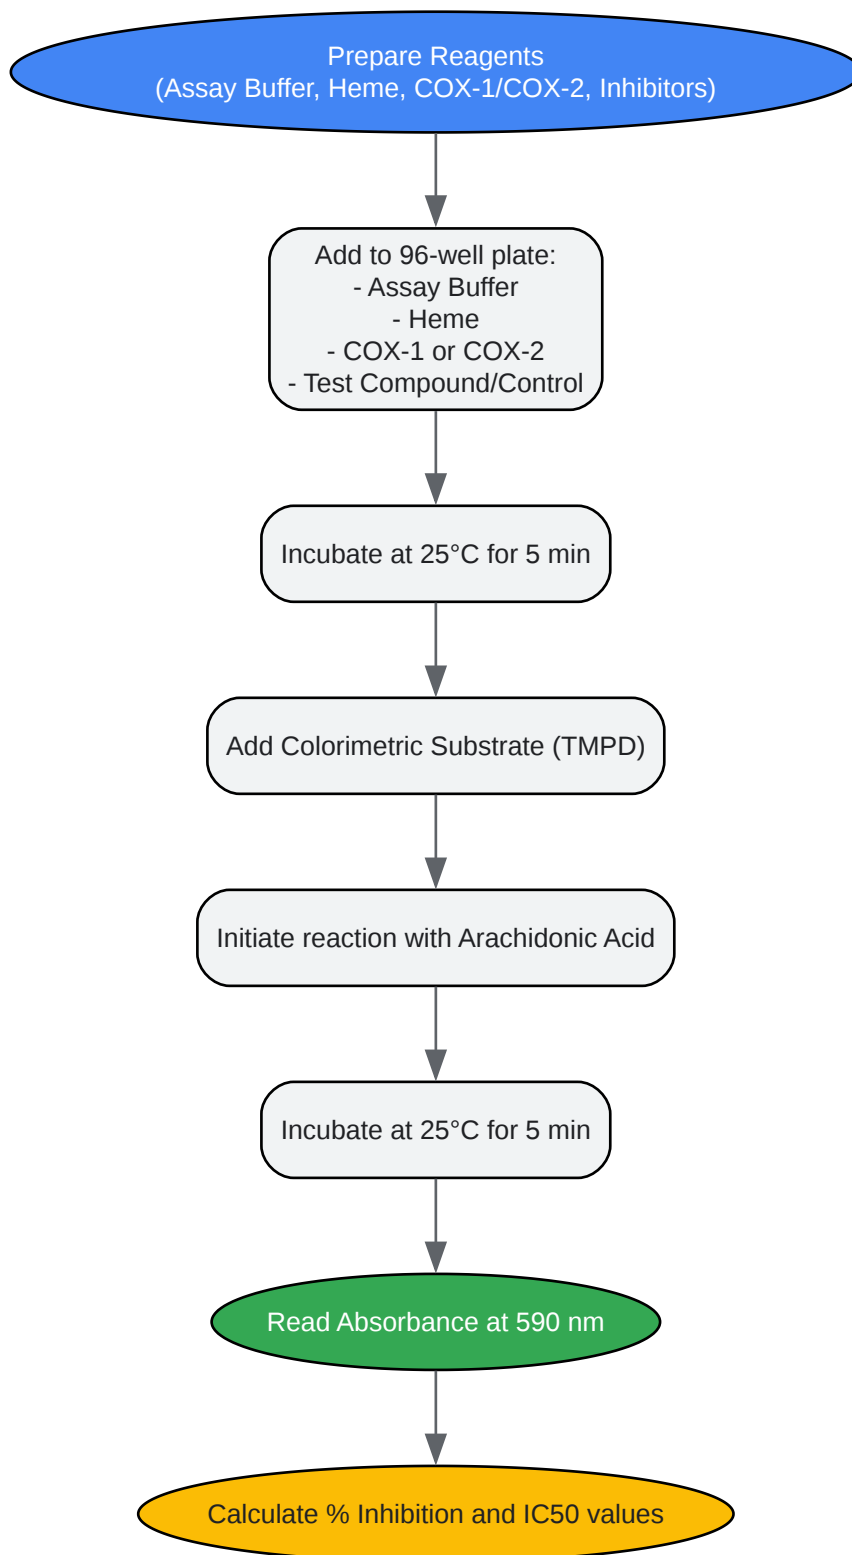 Prepare Reagents
(Assay Buffer, Heme, COX-1/COX-2, Inhibitors)
Add to 96-well plate:
- Assay Buffer
- Heme
- COX-1 or COX-2
- Test Compound/Control
Incubate at 25°C for 5 min
Add Colorimetric Substrate (TMPD)
Initiate reaction with Arachidonic Acid
Incubate at 25°C for 5 min
Read Absorbance at 590 nm
Calculate % Inhibition and IC50 values